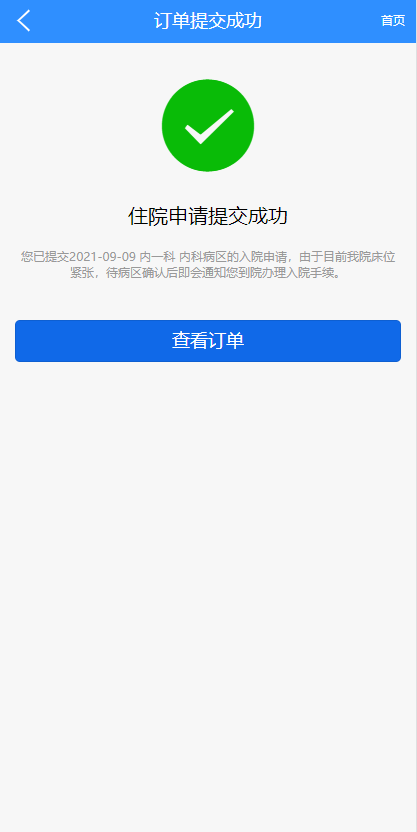 订单提交成功 首页
住院申请提交成功
您已提交2021-09-09 内一科 内科病区的入院申请，由于目前我院床位
紧张，待病区确认后即会通知您到院办理入院手续。
查看订单